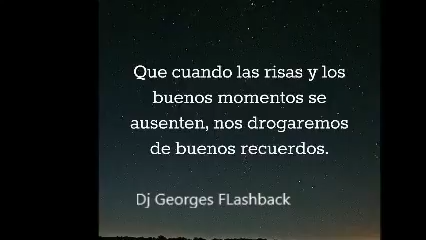 Que cuando las risas y los
buenos momentos se
ausenten, nos drogaremos
de buenos recuerdos.
Dj Georges FLashback